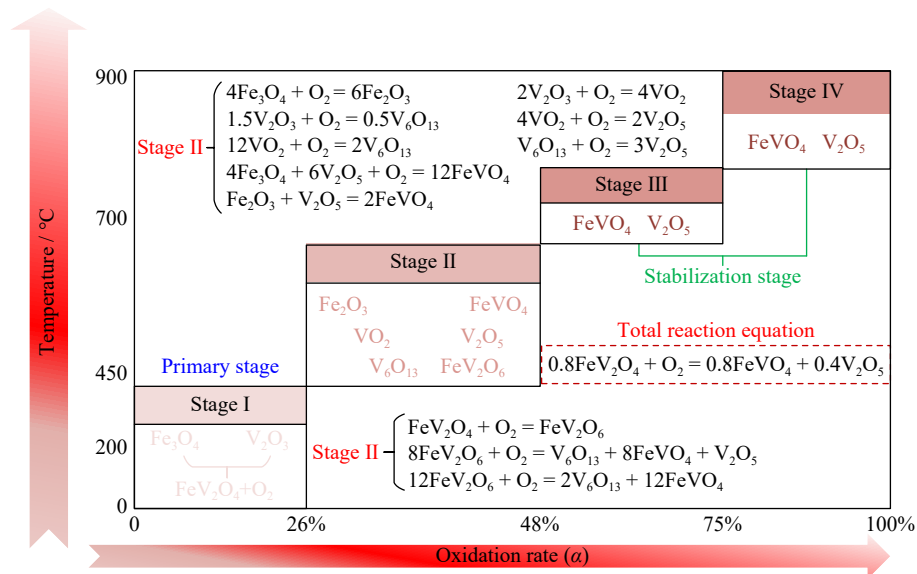 Temperature / °C
900
700
450
200
0
Stage II
4Fe₃O₄ + O₂ = 6Fe₂O₃
1.5V₂O₃ + O₂ = 0.5V₆O₁₃
12VO₂ + O₂ = 2V₆O₁₃
4Fe₃O₄ + 6V₂O₅ + O₂ = 12FeVO₄
Fe₂O₃ + V₂O₅ = 2FeVO₄
2V₂O₃ + O₂ = 4VO₂
4VO₂ + O₂ = 2V₂O₅
V₆O₁₃ + O₂ = 3V₂O₅
Stage IV
FeVO₄ V₂O₅
Stage III
FeVO₄ V₂O₅
Stabilization stage
Stage II
Fe₂O₃ FeVO₄
VO₂ V₂O₅
V₆O₁₃ FeV₂O₆
Total reaction equation
0.8FeV₂O₄ + O₂ = 0.8FeVO₄ + 0.4V₂O₅
Primary stage
Stage I
Fe₃O₄ V₂O₃
FeV₂O₄+O₂
Stage II
FeV₂O₄ + O₂ = FeV₂O₆
8FeV₂O₆ + O₂ = V₆O₁₃ + 8FeVO₄ + V₂O₅
12FeV₂O₆ + O₂ = 2V₆O₁₃ + 12FeVO₄
0 26% 48% 75% 100%
Oxidation rate (α)